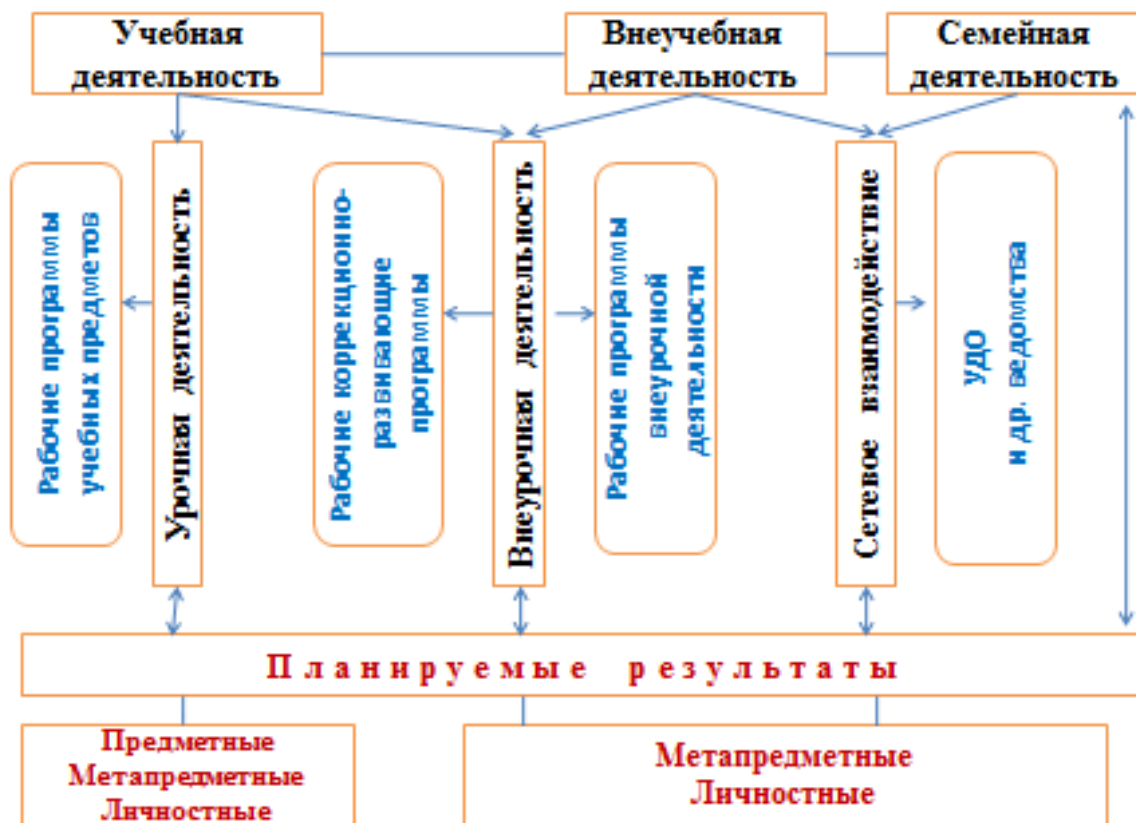 Учебная
деятельность
Внеучебная
деятельность
Семейная
деятельность
Рабочие программы
учебных предметов
Урочная деятельность
Рабочие коррекционно-
развивающие
программы
Внеурочная деятельность
Рабочие программы
внеурочной
деятельности
Сетевое взаимодействие
УДО
и др. ведомства
Планируемые результаты
Предметные
Метапредметные
Личностные
Метапредметные
Личностные